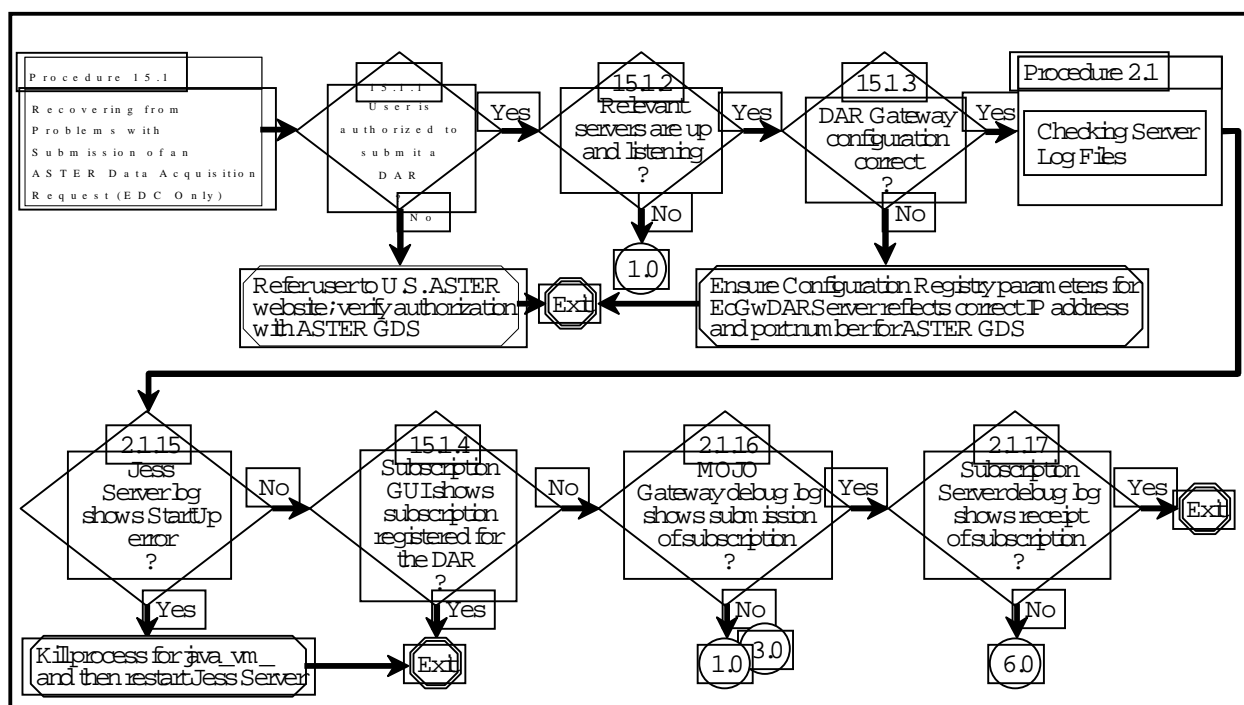 Procedure 15.1
Recovering from
Problems with
Submission of an
ASTER Data Acquisition
Request (EDC Only)
15.1.1
User is
authorized to
submit a
DAR
?
Yes
No
15.1.2
Relevant
servers are up
and listening
?
Yes
No
1.0
15.1.3
DAR Gateway
configuration
correct
?
Yes
No
Procedure 2.1
Checking Server
Log Files
Refer user to U.S. ASTER
website; verify authorization
with ASTER GDS
Exit
Ensure Configuration Registry parameters for
EcGwDARServer reflects correct IP address
and port number for ASTER GDS
2.1.15
Jess
Server log
shows StartUp
error
?
No
Yes
15.1.4
Subscription
GUI shows
subscription
registered for
the DAR
?
No
Yes
2.1.16
MOJO
Gateway debug log
shows submission
of subscription
?
Yes
No
2.1.17
Subscription
Server debug log
shows receipt
of subscription
?
Yes
Exit
No
Kill process for java_vm_
and then restart Jess Server
Exit
1.0
3.0
6.0